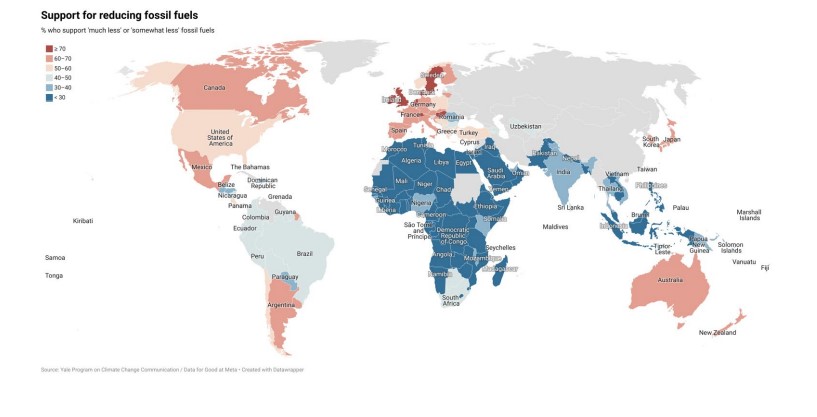 Support for reducing fossil fuels
% who support 'much less' or 'somewhat less' fossil fuels
≥ 70
60–70
50–60
40–50
30–40
< 30
Canada
United
States of
America
Mexico
The Bahamas
Belize
Dominican
Republic
Nicaragua
Grenada
Panama
Guyana
Colombia
Ecuador
Peru
Brazil
Paraguay
Argentina
Kiribati
Samoa
Tonga
Sweden
Ireland
Germany
France
Romania
Spain
Greece
Turkey
Cyprus
Uzbekistan
Morocco
Tunisia
Algeria
Libya
Egypt
Iraq
Saudi
Arabia
Oman
Yemen
Pakistan
Nepal
India
Sri Lanka
Maldives
Senegal
Mali
Niger
Chad
Guinea
Liberia
Nigeria
Cameroon
Ethiopia
Somalia
São Tomé
and
Principe
Democratic
Republic
of Congo
Seychelles
Angola
Mozambique
Madagascar
Namibia
South
Africa
South
Korea
Japan
Taiwan
Vietnam
Thailand
Philippines
Brunei
Palau
Indonesia
Timor-
Leste
Papua
New
Guinea
Solomon
Islands
Marshall
Islands
Vanuatu
Fiji
Australia
New Zealand
Source: Yale Program on Climate Change Communication / Data for Good at Meta • Created with Datawrapper